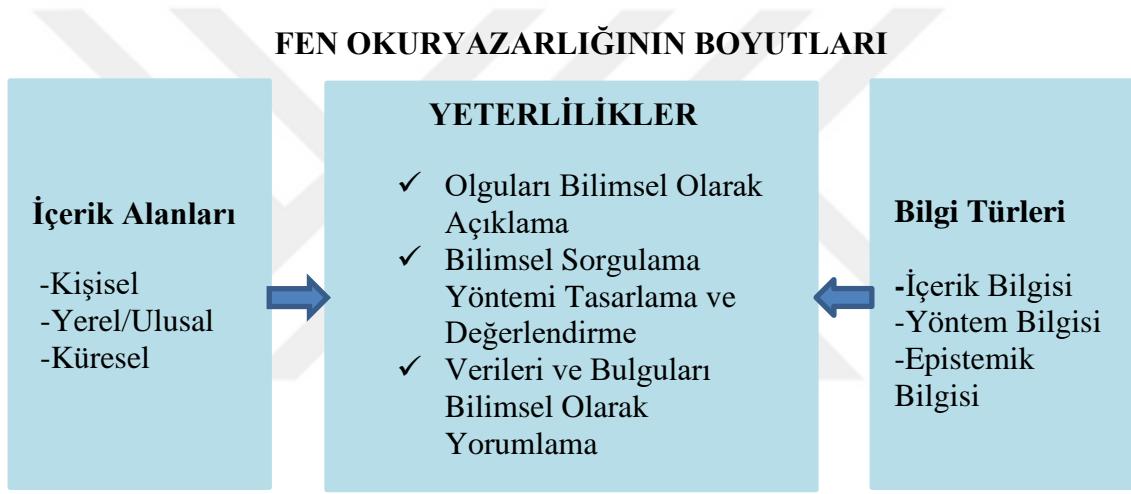 FEN OKURYAZARLIĞININ BOYUTLARI
İçerik Alanları
-Kişisel
-Yerel/Ulusal
-Küresel
YETERLİLİKLER
✓ Olguları Bilimsel Olarak
Açıklama
✓ Bilimsel Sorgulama
Yöntemi Tasarlama ve
Değerlendirme
✓ Verileri ve Bulguları
Bilimsel Olarak
Yorumlama
Bilgi Türleri
-İçerik Bilgisi
-Yöntem Bilgisi
-Epistemik
Bilgisi